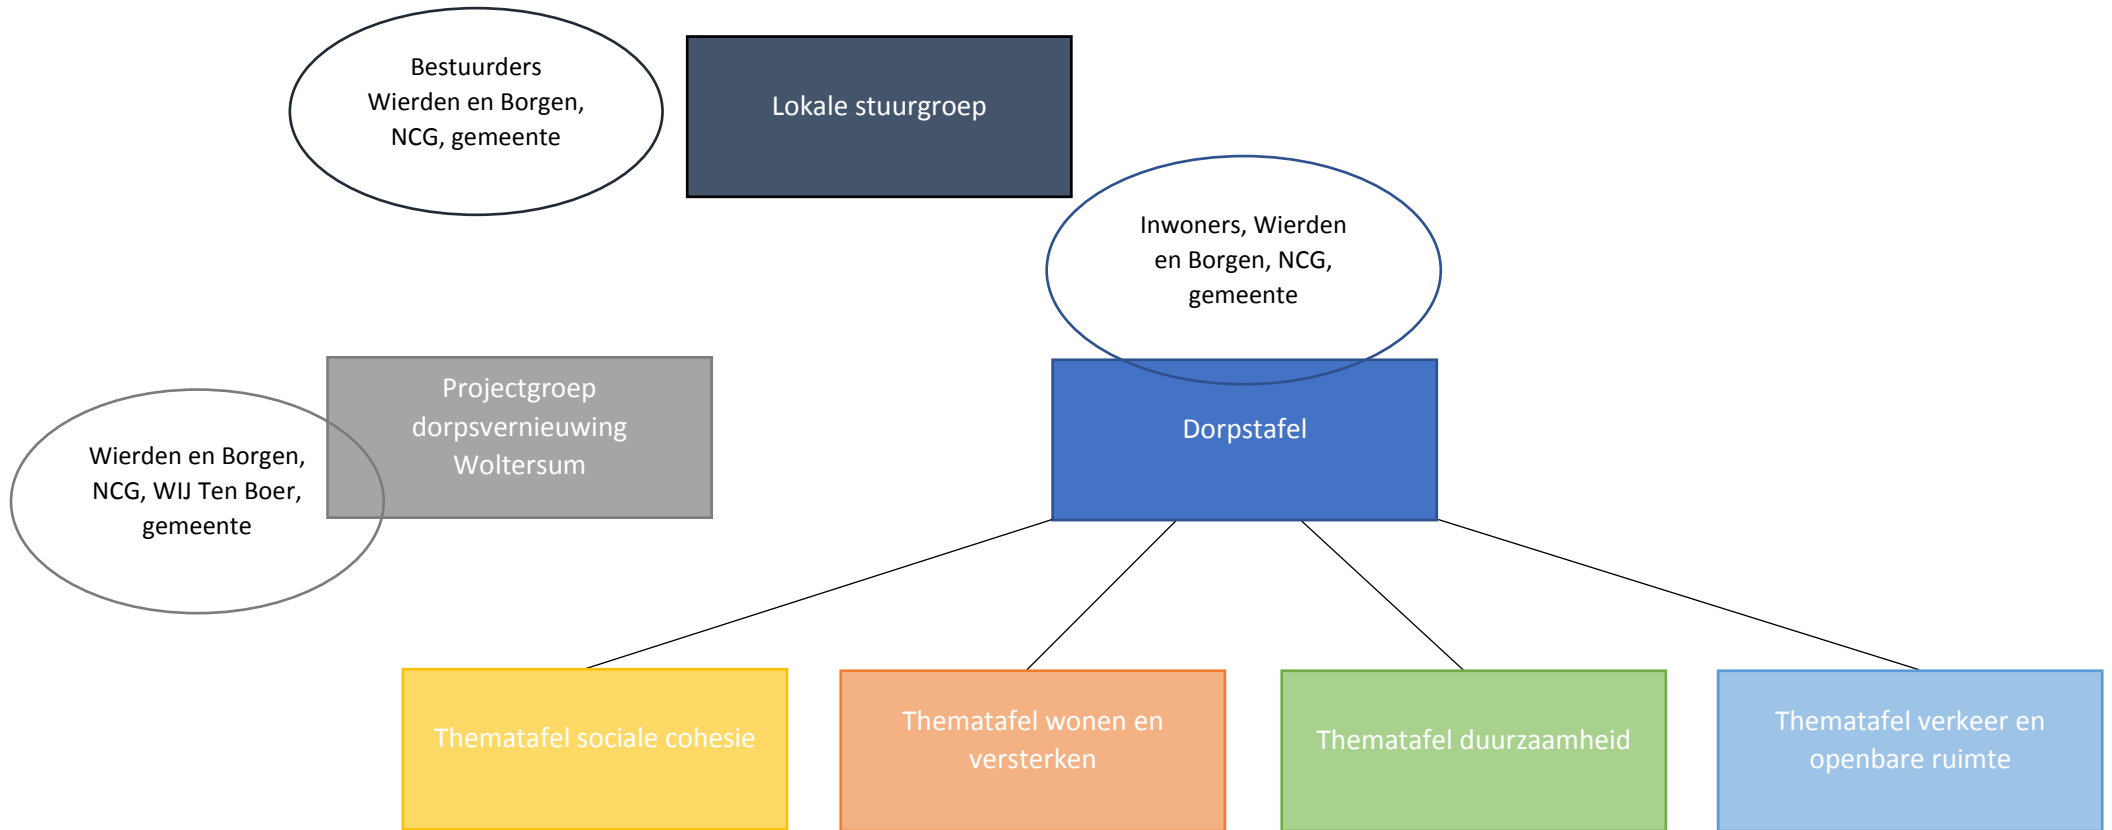 Bestuurders
Wierden en Borgen,
NCG, gemeente
Lokale stuurgroep
Inwoners, Wierden
en Borgen, NCG,
gemeente
Projectgroep
dorpsvernieuwing
Woltersum
Wierden en Borgen,
NCG, WIJ Ten Boer,
gemeente
Dorpstafel
Thematafel sociale cohesie
Thematafel wonen en
versterken
Thematafel duurzaamheid
Thematafel verkeer en
openbare ruimte